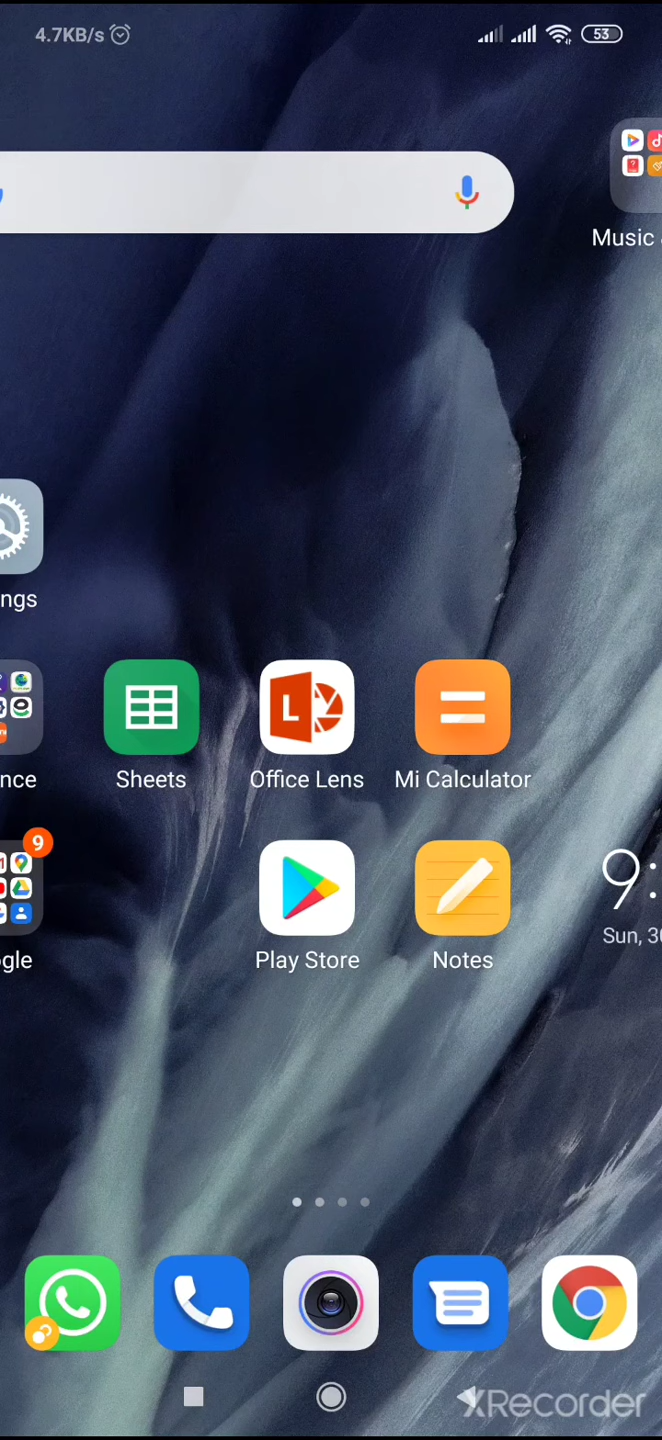 4.7KB/s
53
Music
ngs
nce
Sheets
Office Lens
Mi Calculator
9
gle
Play Store
Notes
9:
Sun, 30
XRecorder